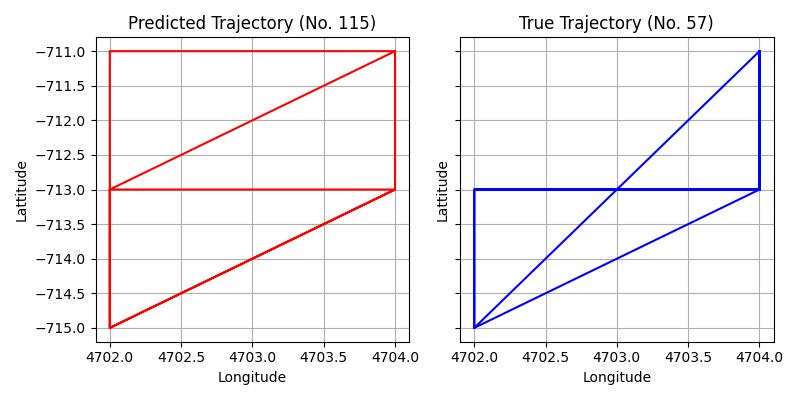 Predicted Trajectory (No. 115)
Lattitude
−711.0
−711.5
−712.0
−712.5
−713.0
−713.5
−714.0
−714.5
−715.0
4702.0 4702.5 4703.0 4703.5 4704.0
Longitude
True Trajectory (No. 57)
Lattitude
4702.0 4702.5 4703.0 4703.5 4704.0
Longitude